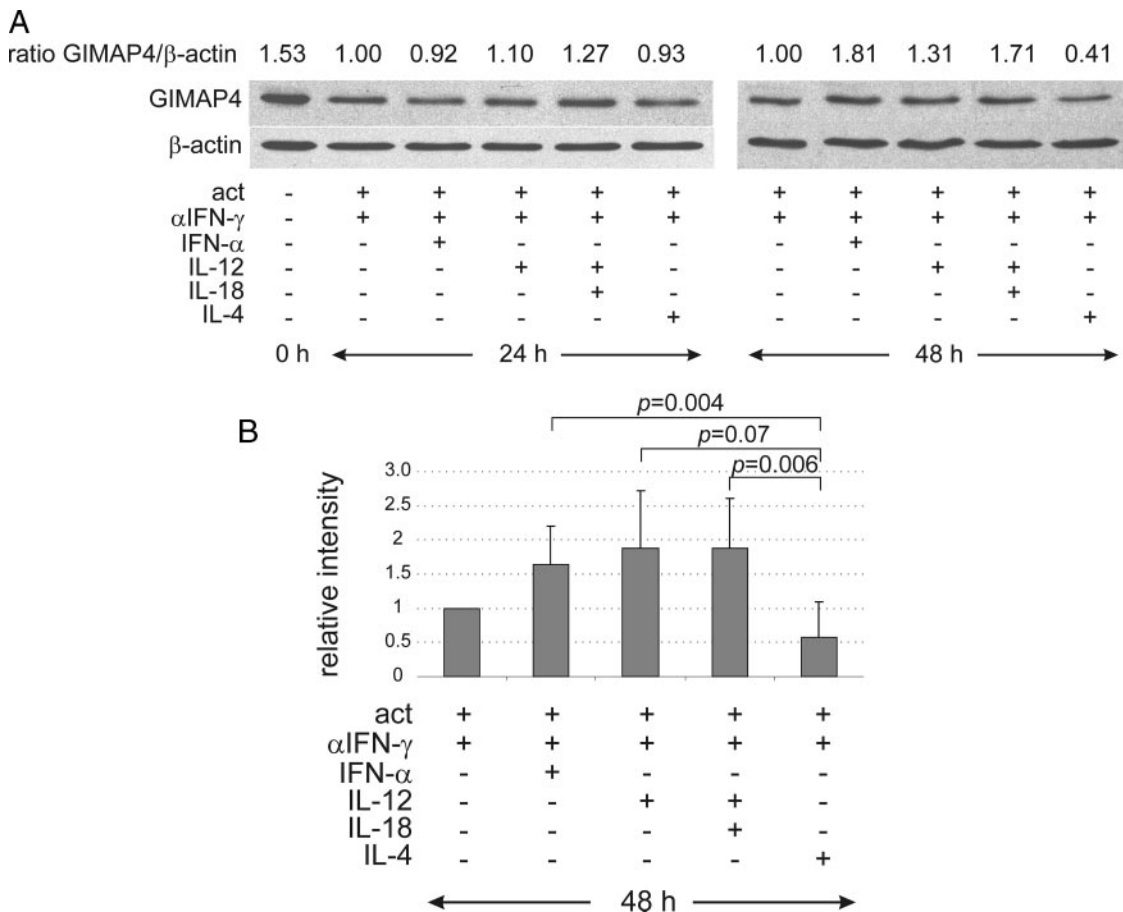 A
ratio GIMAP4/β-actin 1.53 1.00 0.92 1.10 1.27 0.93 1.00 1.81 1.31 1.71 0.41
GIMAP4
β-actin
act - + + + + + + + + + +
αIFN-γ - + + + + + + + + + +
IFN-α - - + - - - - + - - -
IL-12 - - - + + - - - + + -
IL-18 - - - - + - - - - + -
IL-4 - - - - - + - - - - +
0 h 24 h 48 h
B
p=0.004
p=0.07
p=0.006
relative intensity
3.0
2.5
2
1.5
1
0.5
0
act + + + + +
αIFN-γ + + + + +
IFN-α - + - - -
IL-12 - - + + -
IL-18 - - - + -
IL-4 - - - - +
48 h